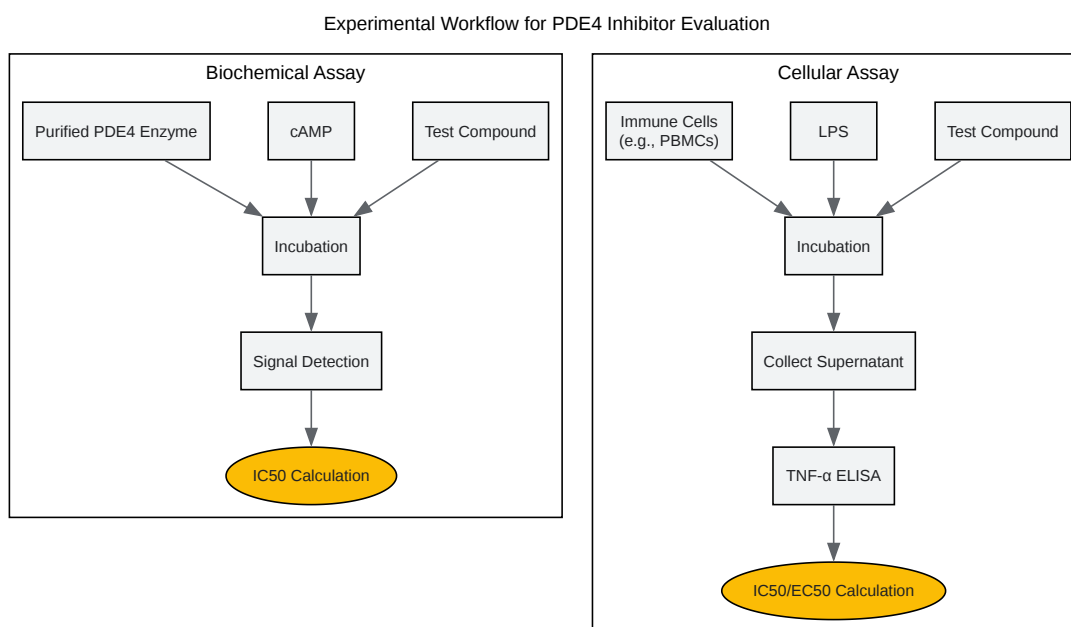 Experimental Workflow for PDE4 Inhibitor Evaluation
Biochemical Assay
Purified PDE4 Enzyme
cAMP
Test Compound
Incubation
Signal Detection
IC50 Calculation
Cellular Assay
Immune Cells
(e.g., PBMCs)
LPS
Test Compound
Incubation
Collect Supernatant
TNF-α ELISA
IC50/EC50 Calculation